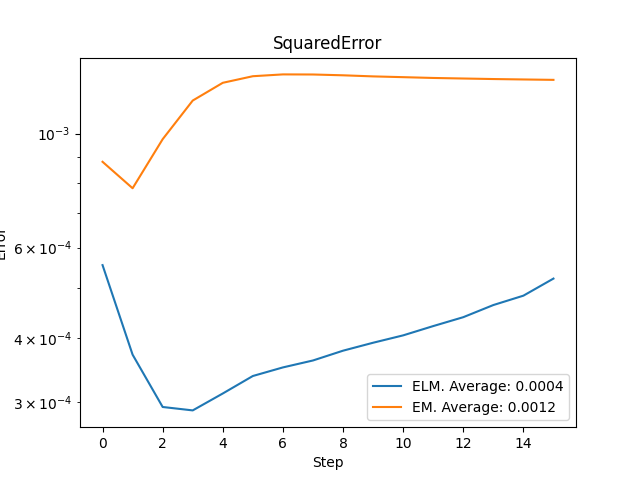 SquaredError
Error
10⁻³
6 × 10⁻⁴
4 × 10⁻⁴
3 × 10⁻⁴
0 2 4 6 8 10 12 14
Step
ELM. Average: 0.0004
EM. Average: 0.0012